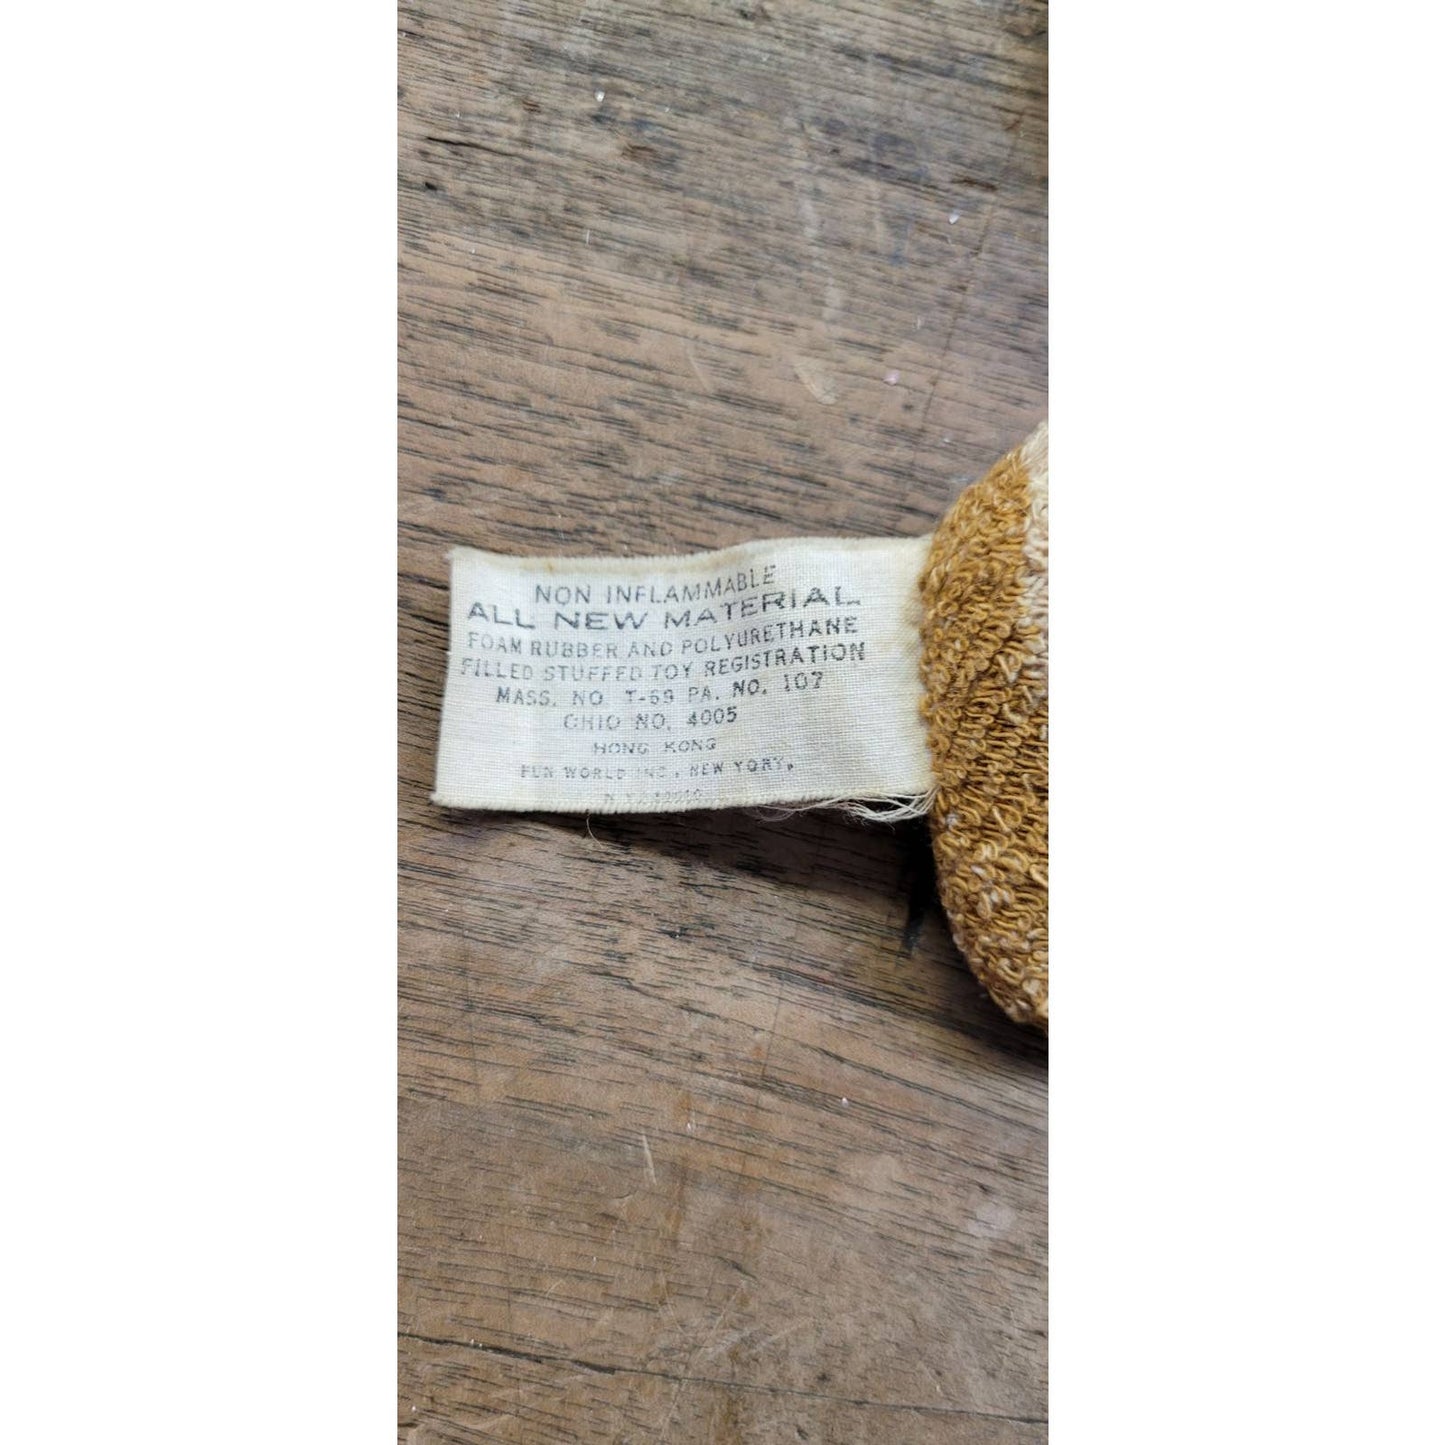 NON INFLAMMABLE
ALL NEW MATERIAL
FOAM RUBBER AND POLYURETHANE
FILLED STUFFED TOY REGISTRATION
MASS. NO. T-69 PA. NO. 107
OHIO NO. 4005
HONG KONG
FUN WORLD INC., NEW YORK.